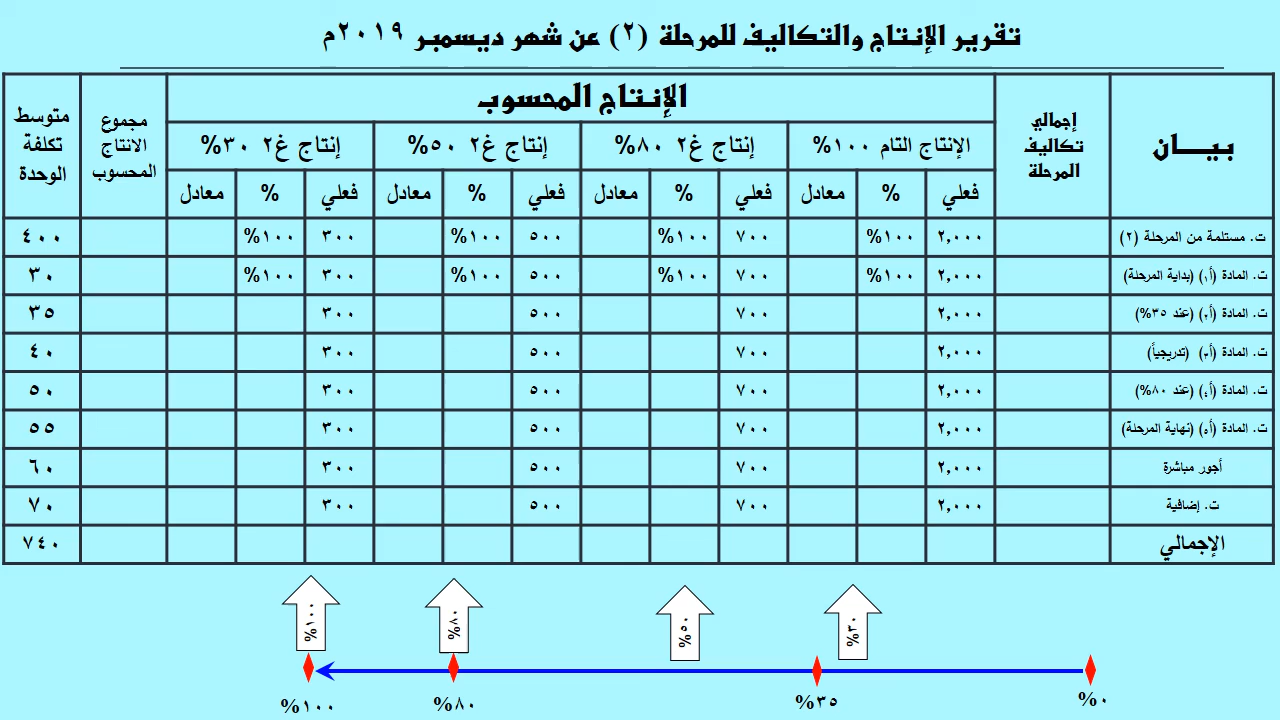 تقرير الإنتاج والتكاليف للمرحلة (٢) عن شهر ديسمبر ٢٠١٩م
بيـــــان
إجمالي تكاليف المرحلة
الإنـتـاج المحسوب
مجموع الانتاج المحسوب
متوسط تكلفة الوحدة
الإنتاج التام ١٠٠% إنتاج غ٢ ٨٠% إنتاج غ٢ ٥٠% إنتاج غ٢ ٣٠%
فعلي % معادل فعلي % معادل فعلي % معادل فعلي % معادل
ت. مستلمة من المرحلة (٢) ٢,٠٠٠ ١٠٠% ٧٠٠ ١٠٠% ٥٠٠ ١٠٠% ٣٠٠ ١٠٠% ٤٠٠
ت. المادة (أ١) (بداية المرحلة) ٢,٠٠٠ ١٠٠% ٧٠٠ ١٠٠% ٥٠٠ ١٠٠% ٣٠٠ ١٠٠% ٣٠
ت. المادة (أ٢) (عند ٣٥%) ٢,٠٠٠ ٧٠٠ ٥٠٠ ٣٠٠ ٣٥
ت. المادة (أ٣) (تدريجياً) ٢,٠٠٠ ٧٠٠ ٥٠٠ ٣٠٠ ٤٠
ت. المادة (أ٤) (عند ٨٠%) ٢,٠٠٠ ٧٠٠ ٥٠٠ ٣٠٠ ٥٠
ت. المادة (أ٥) (نهاية المرحلة) ٢,٠٠٠ ٧٠٠ ٥٠٠ ٣٠٠ ٥٥
أجور مباشرة ٢,٠٠٠ ٧٠٠ ٥٠٠ ٣٠٠ ٦٠
ت. إضافية ٢,٠٠٠ ٧٠٠ ٥٠٠ ٣٠٠ ٧٠
الإجمالي ٧٤٠
٣٠% ٥٠% ٨٠% ١٠٠%
٠% ٣٥% ٨٠% ١٠٠%